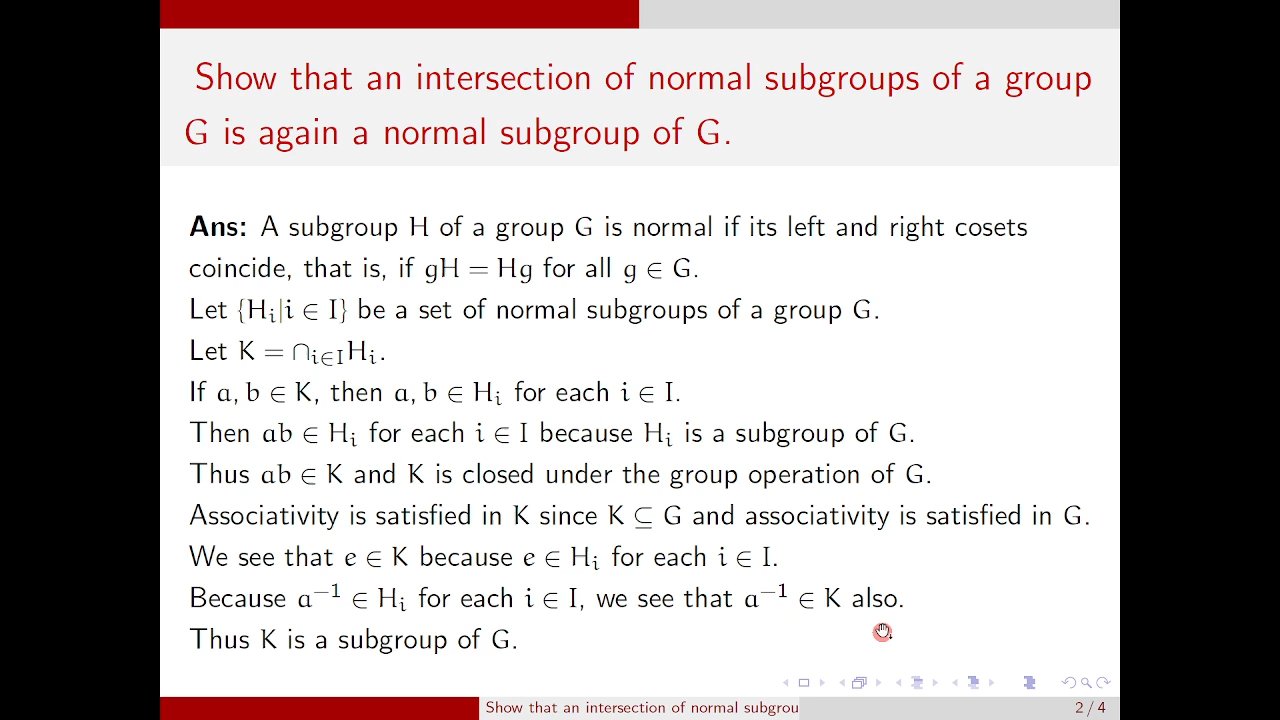 Show that an intersection of normal subgroups of a group
G is again a normal subgroup of G.
Ans: A subgroup H of a group G is normal if its left and right cosets
coincide, that is, if gH = Hg for all g ∈ G.
Let {Hᵢ|i ∈ I} be a set of normal subgroups of a group G.
Let K = ∩ᵢ∈I Hᵢ.
If a, b ∈ K, then a, b ∈ Hᵢ for each i ∈ I.
Then ab ∈ Hᵢ for each i ∈ I because Hᵢ is a subgroup of G.
Thus ab ∈ K and K is closed under the group operation of G.
Associativity is satisfied in K since K ⊆ G and associativity is satisfied in G.
We see that e ∈ K because e ∈ Hᵢ for each i ∈ I.
Because a⁻¹ ∈ Hᵢ for each i ∈ I, we see that a⁻¹ ∈ K also.
Thus K is a subgroup of G.
Show that an intersection of normal subgrou
2 / 4